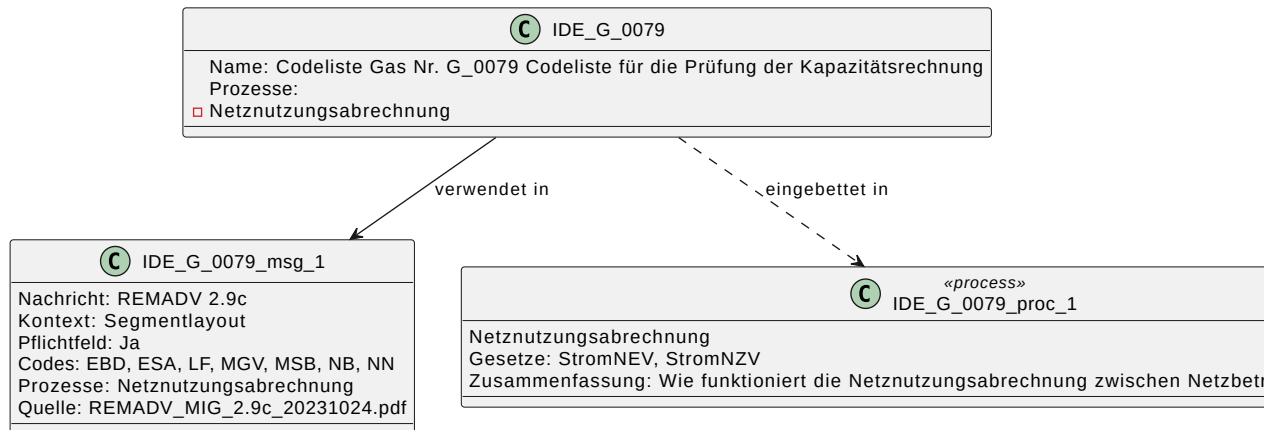 C IDE_G_0079
Name: Codeliste Gas Nr. G_0079 Codeliste für die Prüfung der Kapazitätsrechnung
Prozesse:
Netznutzungsabrechnung
verwendet in
eingebettet in
C IDE_G_0079_msg_1
Nachricht: REMADV 2.9c
Kontext: Segmentlayout
Pflichtfeld: Ja
Codes: EBD, ESA, LF, MGV, MSB, NB, NN
Prozesse: Netznutzungsabrechnung
Quelle: REMADV_MIG_2.9c_20231024.pdf
C «process»
IDE_G_0079_proc_1
Netznutzungsabrechnung
Gesetze: StromNEV, StromNZV
Zusammenfassung: Wie funktioniert die Netznutzungsabrechnung zwischen Netzbetr